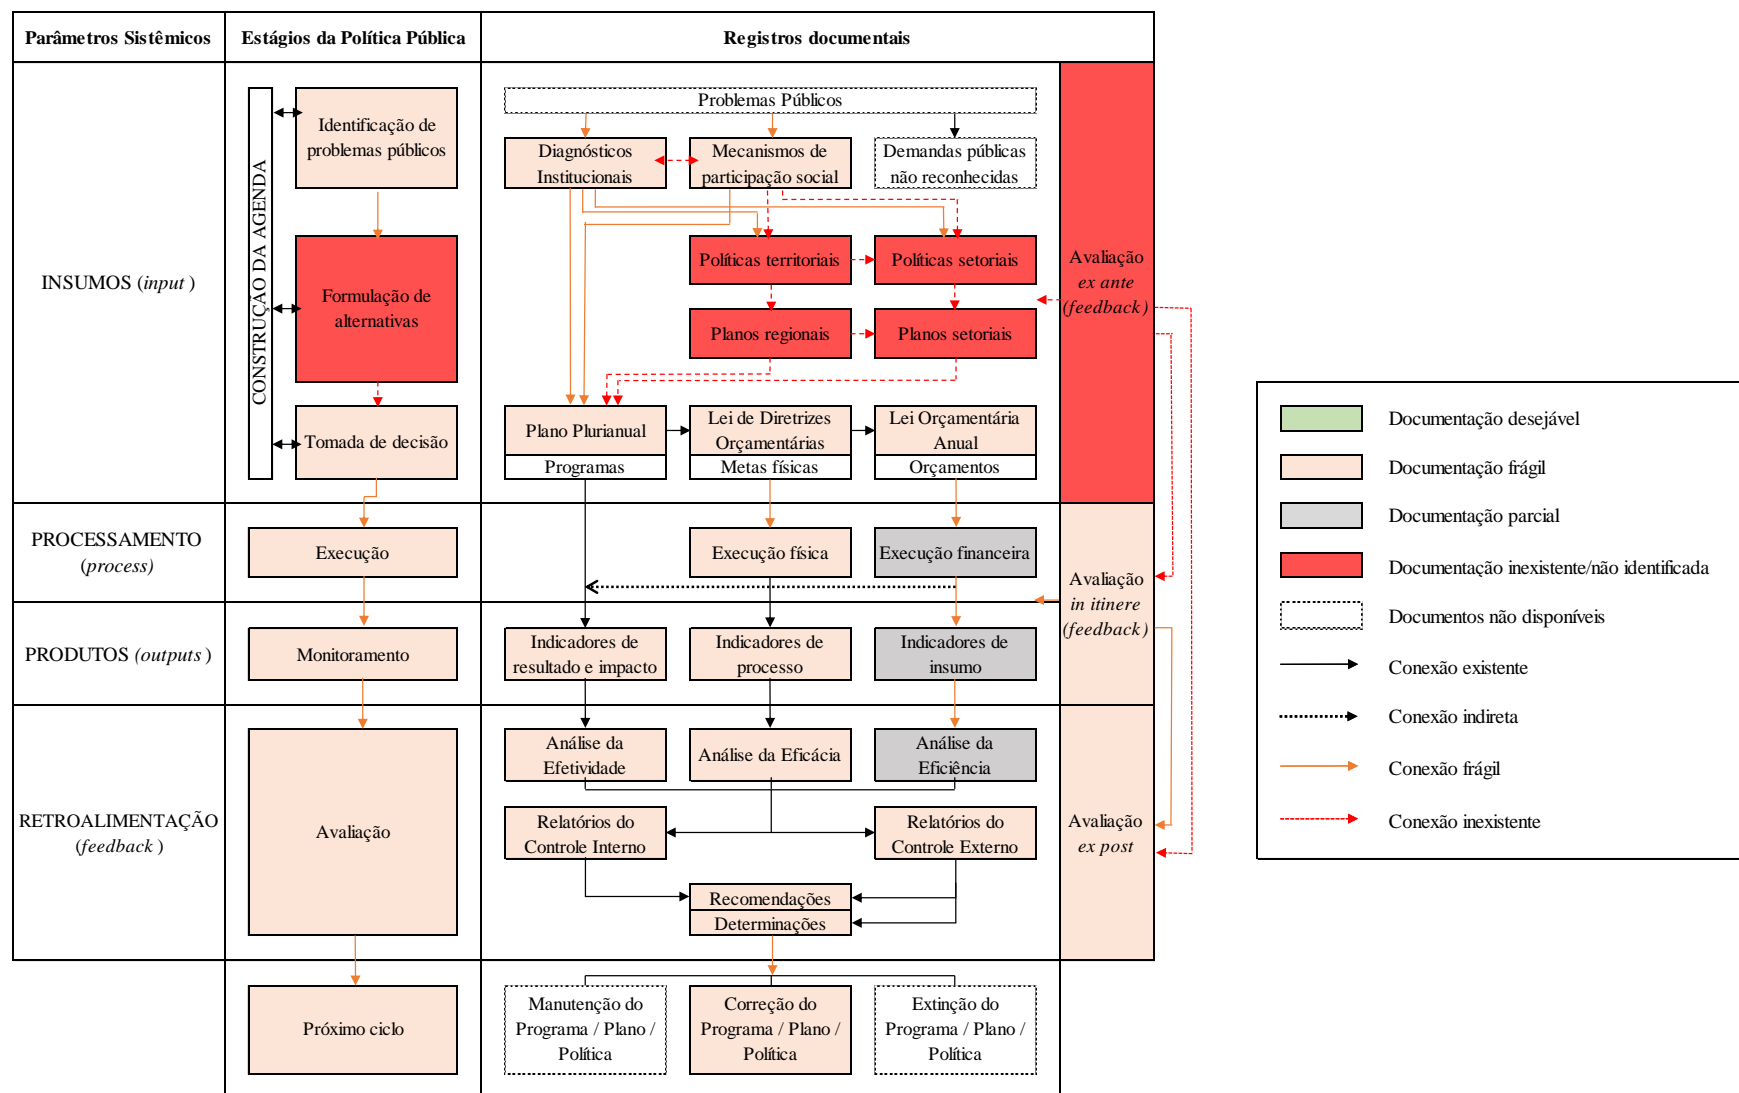 Parâmetros Sistêmicos
Estágios da Política Pública
Registros documentais
INSUMOS (input )
CONSTRUÇÃO DA AGENDA
Identificação de
problemas públicos
Formulação de
alternativas
Tomada de decisão
Problemas Públicos
Diagnósticos
Institucionais
Mecanismos de
participação social
Demandas públicas
não reconhecidas
Políticas territoriais
Políticas setoriais
Planos regionais
Planos setoriais
Plano Plurianual
Programas
Lei de Diretrizes
Orçamentárias
Metas físicas
Lei Orçamentária
Anual
Orçamentos
Avaliação
ex ante
(feedback)
PROCESSAMENTO
(process)
Execução
Execução física
Execução financeira
Avaliação
in itinere
(feedback)
PRODUTOS (outputs )
Monitoramento
Indicadores de
resultado e impacto
Indicadores de
processo
Indicadores de
insumo
RETROALIMENTAÇÃO
(feedback )
Avaliação
Análise da
Efetividade
Análise da Eficácia
Análise da
Eficiência
Relatórios do
Controle Interno
Relatórios do
Controle Externo
Recomendações
Determinações
Avaliação
ex post
Próximo ciclo
Manutenção do
Programa / Plano /
Política
Correção do
Programa / Plano /
Política
Extinção do
Programa / Plano /
Política
Documentação desejável
Documentação frágil
Documentação parcial
Documentação inexistente/não identificada
Documentos não disponíveis
Conexão existente
Conexão indireta
Conexão frágil
Conexão inexistente